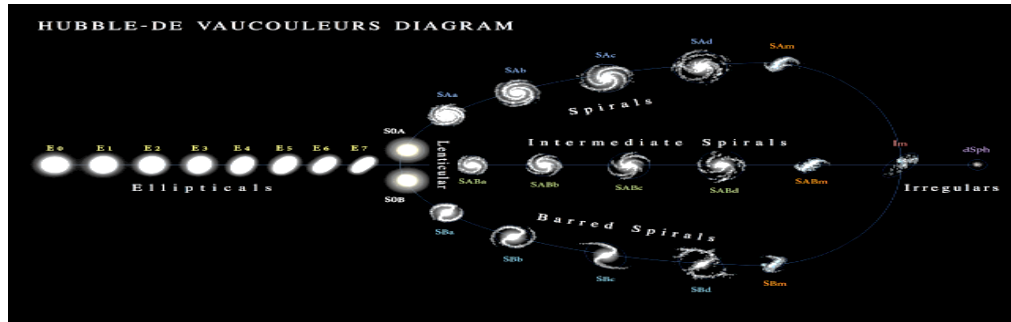 HUBBLE-DE VAUCOULEURS DIAGRAM
SAa
SAb
SAc
SAd
SAm
Spirals
E0 E1 E2 E3 E4 E5 E6 E7
Ellipticals
S0A
S0B
Lenticular
Intermediate Spirals
SABa
SABb
SABc
SABd
SABm
Im
dSph
Irregulars
Barred Spirals
SBa
SBb
SBc
SBd
SBm